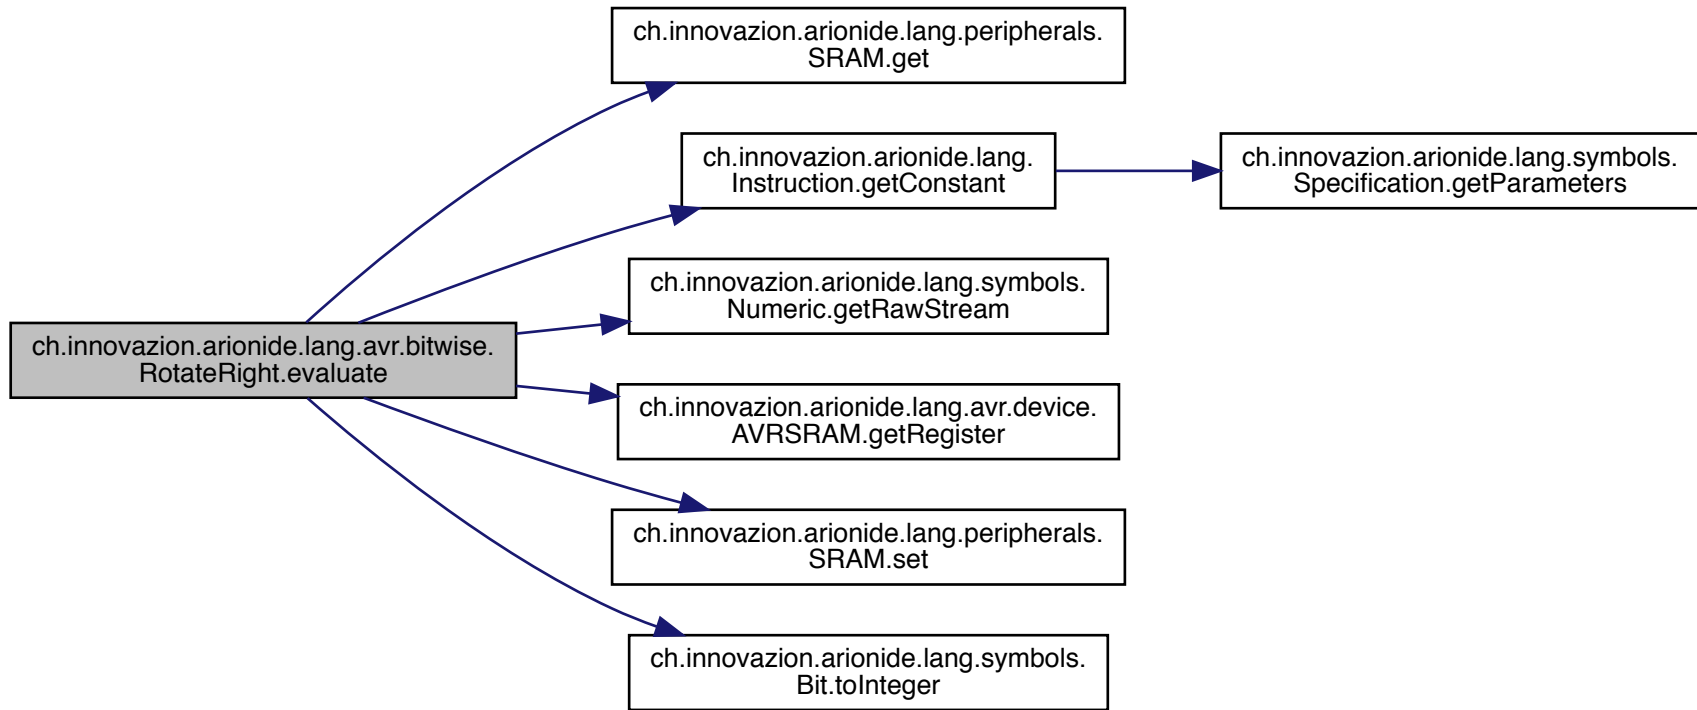 ch.innovazion.arionide.lang.peripherals.
SRAM.get
ch.innovazion.arionide.lang.
Instruction.getConstant
ch.innovazion.arionide.lang.symbols.
Specification.getParameters
ch.innovazion.arionide.lang.symbols.
Numeric.getRawStream
ch.innovazion.arionide.lang.avr.bitwise.
RotateRight.evaluate
ch.innovazion.arionide.lang.avr.device.
AVRSRAM.getRegister
ch.innovazion.arionide.lang.peripherals.
SRAM.set
ch.innovazion.arionide.lang.symbols.
Bit.toInteger